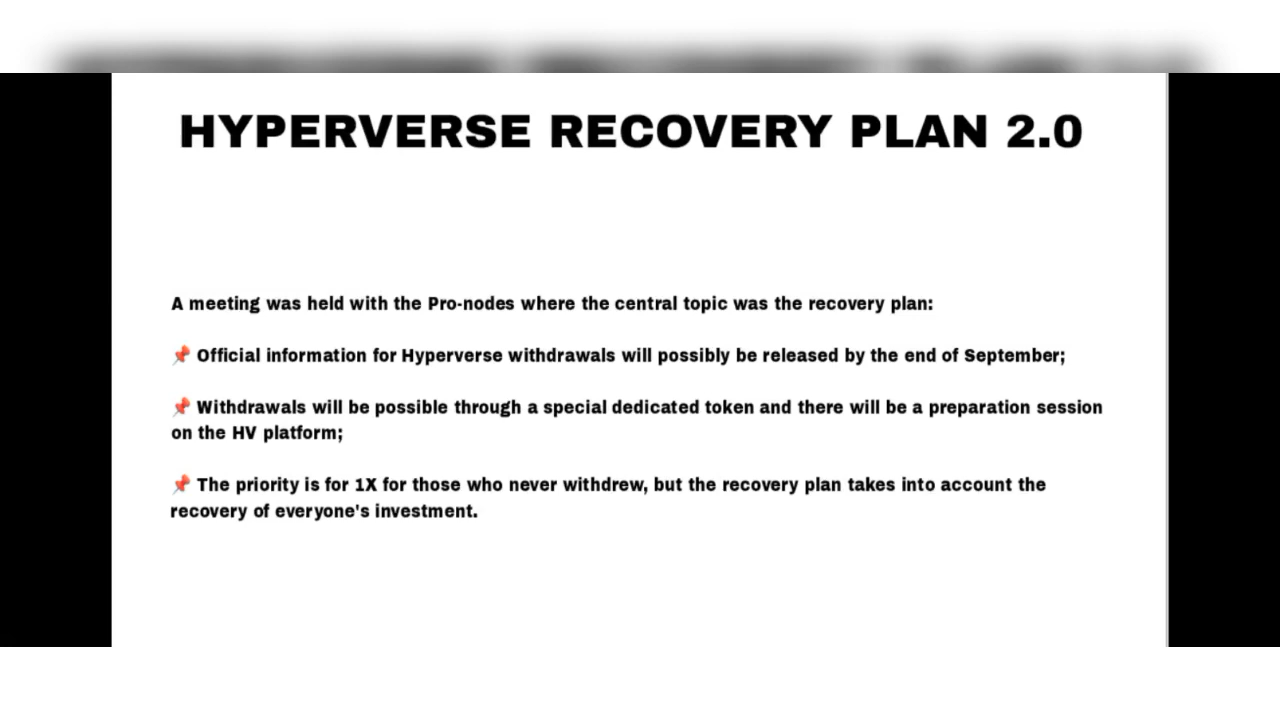 HYPERVERSE RECOVERY PLAN 2.0
A meeting was held with the Pro-nodes where the central topic was the recovery plan:
📌 Official information for Hyperverse withdrawals will possibly be released by the end of September;
📌 Withdrawals will be possible through a special dedicated token and there will be a preparation session
on the HV platform;
📌 The priority is for 1X for those who never withdrew, but the recovery plan takes into account the
recovery of everyone's investment.